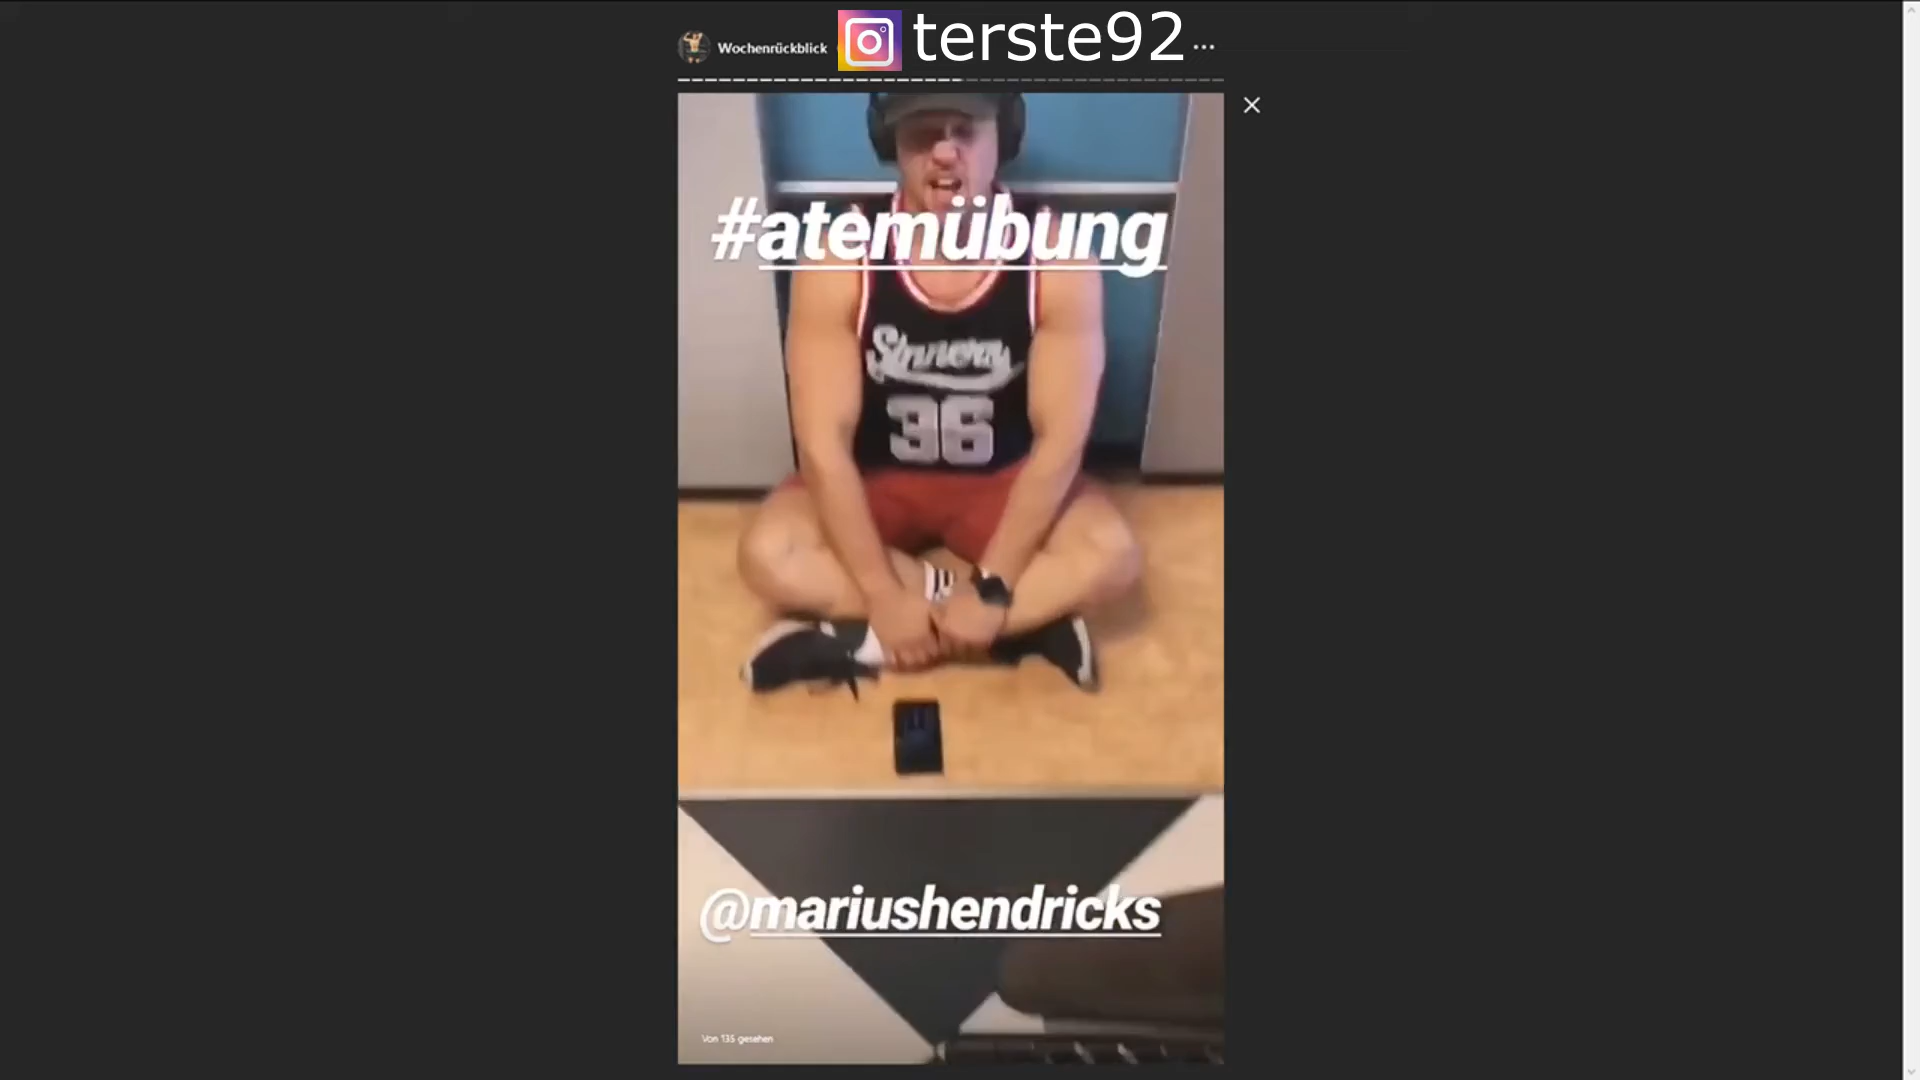 Wochenrückblick
terste92
#atemübung
Sinners
36
@mariushendricks
Von 135 gesehen